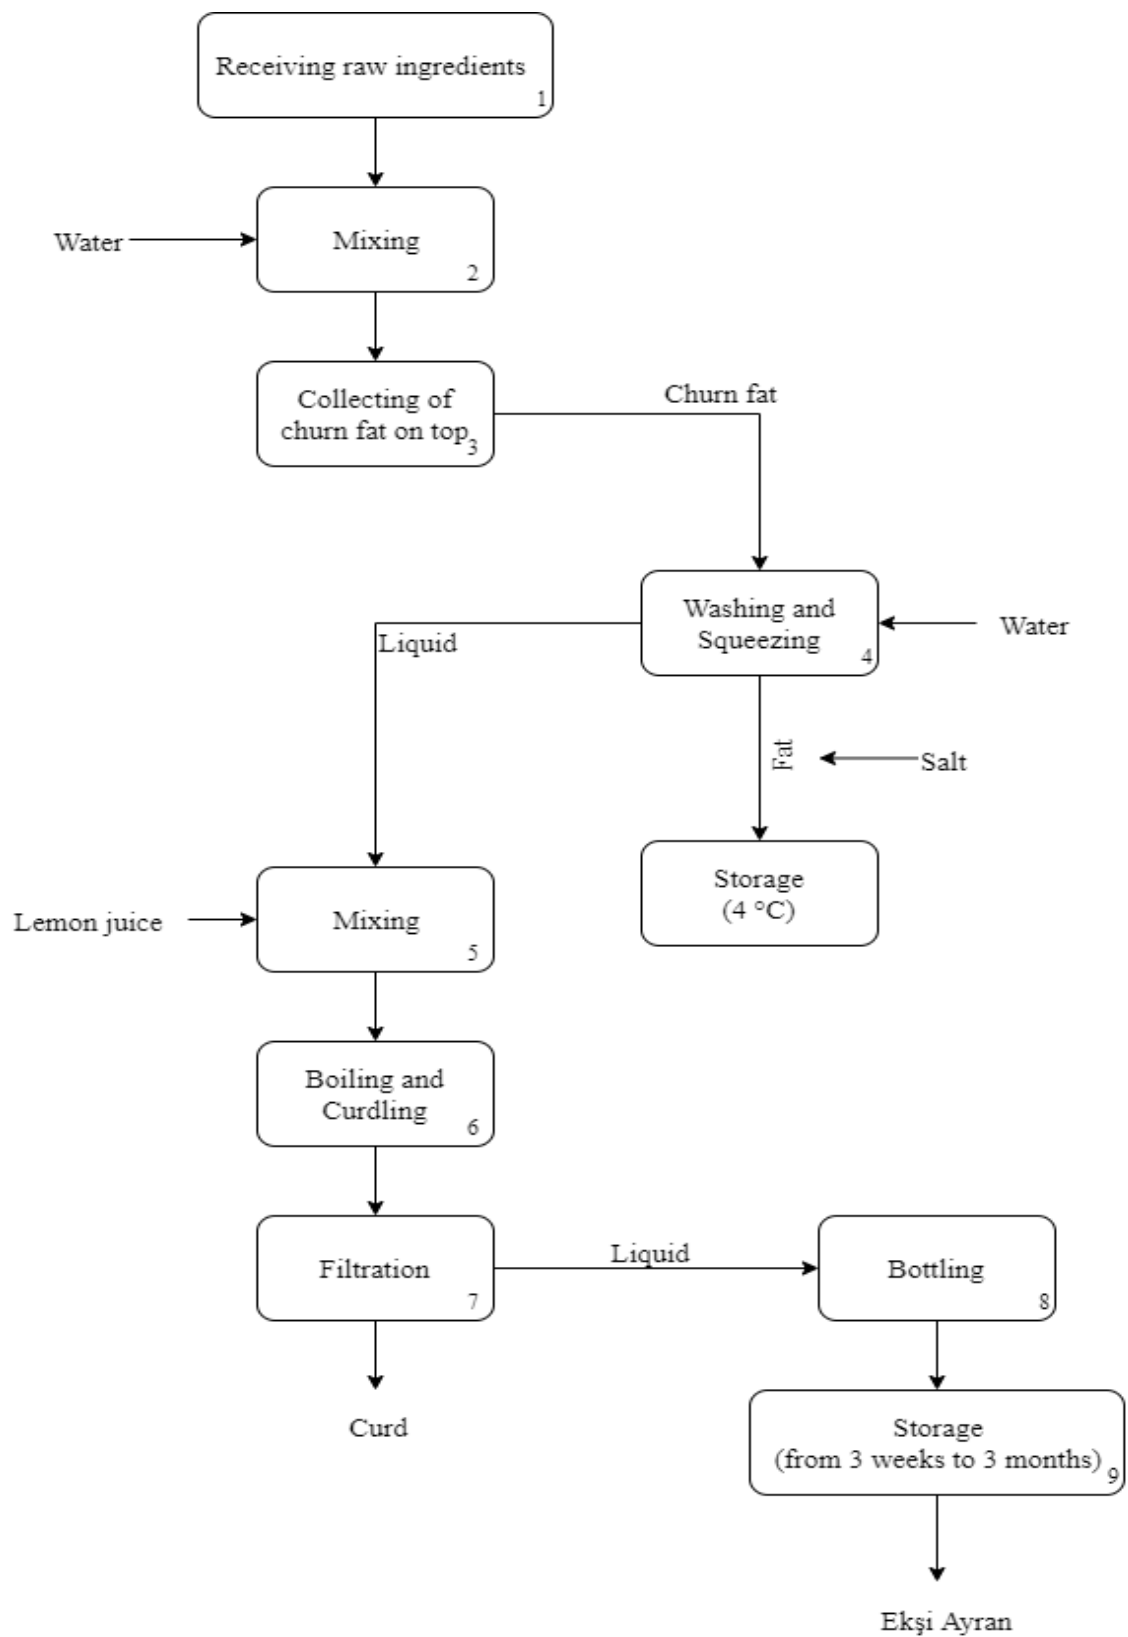 Receiving raw ingredients
1
Water
Mixing
2
Collecting of
churn fat on top
3
Churn fat
Washing and
Squeezing
4
Water
Liquid
Fat
Salt
Storage
(4 °C)
Lemon juice
Mixing
5
Boiling and
Curdling
6
Filtration
7
Liquid
Bottling
8
Curd
Storage
(from 3 weeks to 3 months)
9
Ekşi Ayran